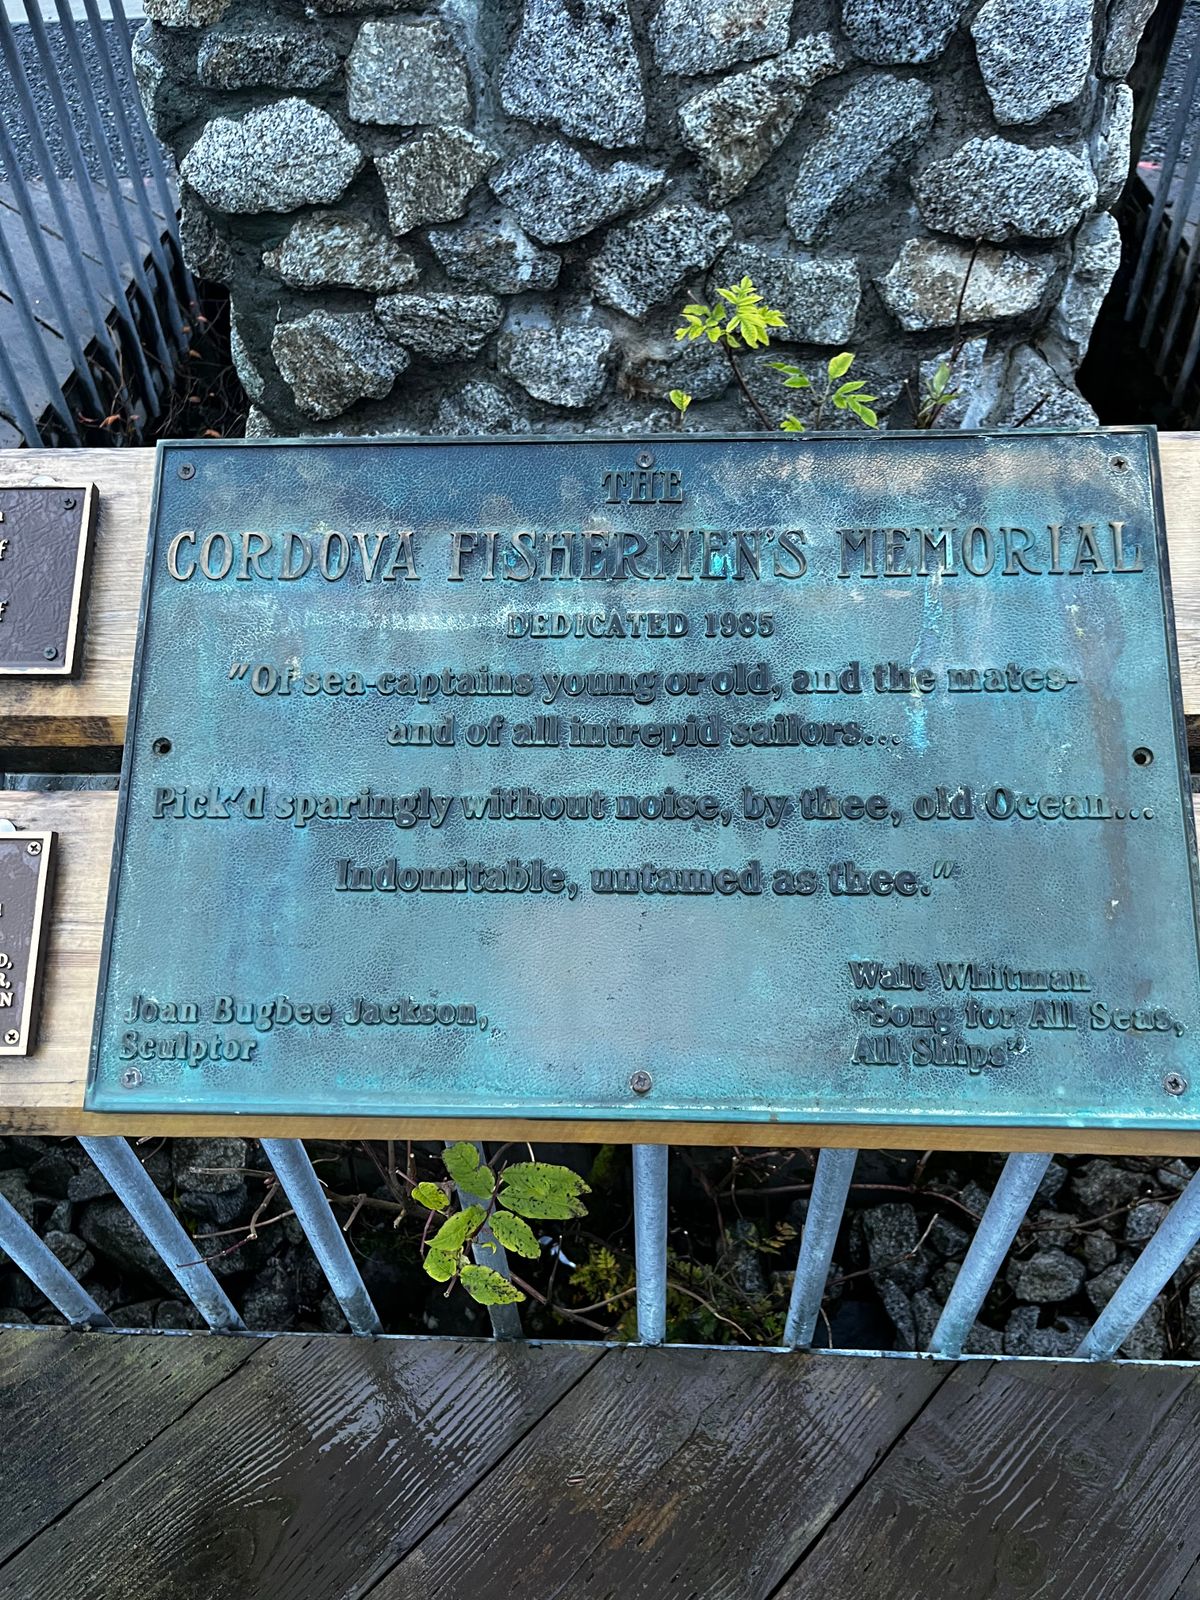 THE
CORDOVA FISHERMEN'S MEMORIAL
DEDICATED 1985
"Of sea-captains young or old, and the mates-
and of all intrepid sailors...
Pick'd sparingly without noise, by thee, old Ocean...
Indomitable, untamed as thee."
Joan Bugbee Jackson,
Sculptor
Walt Whitman
"Song for All Seas,
All Ships"